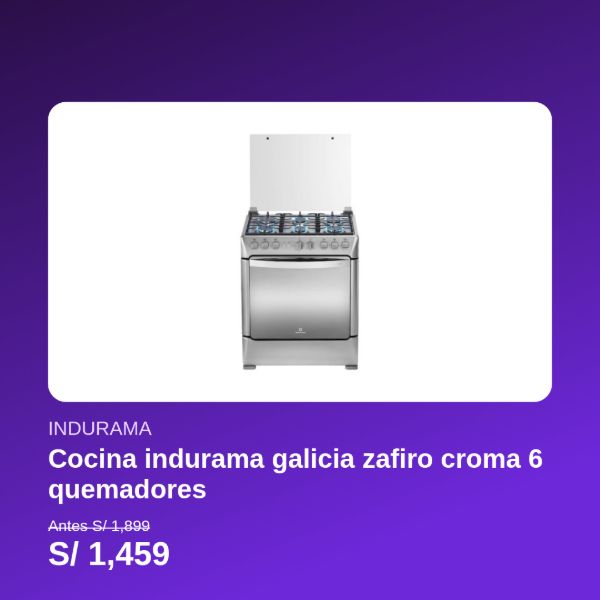 INDURAMA
Cocina indurama galicia zafiro croma 6
quemadores
Antes S/ 1,899
S/ 1,459